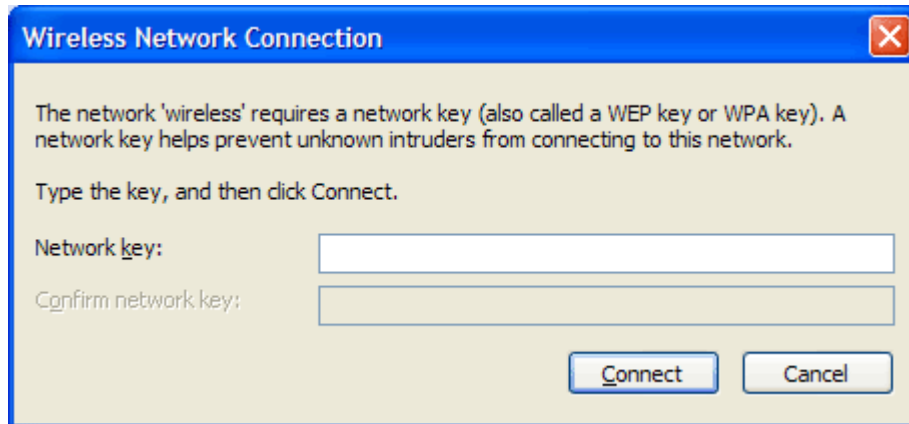 Wireless Network Connection
The network 'wireless' requires a network key (also called a WEP key or WPA key). A
network key helps prevent unknown intruders from connecting to this network.
Type the key, and then click Connect.
Network key:
Confirm network key:
Connect Cancel